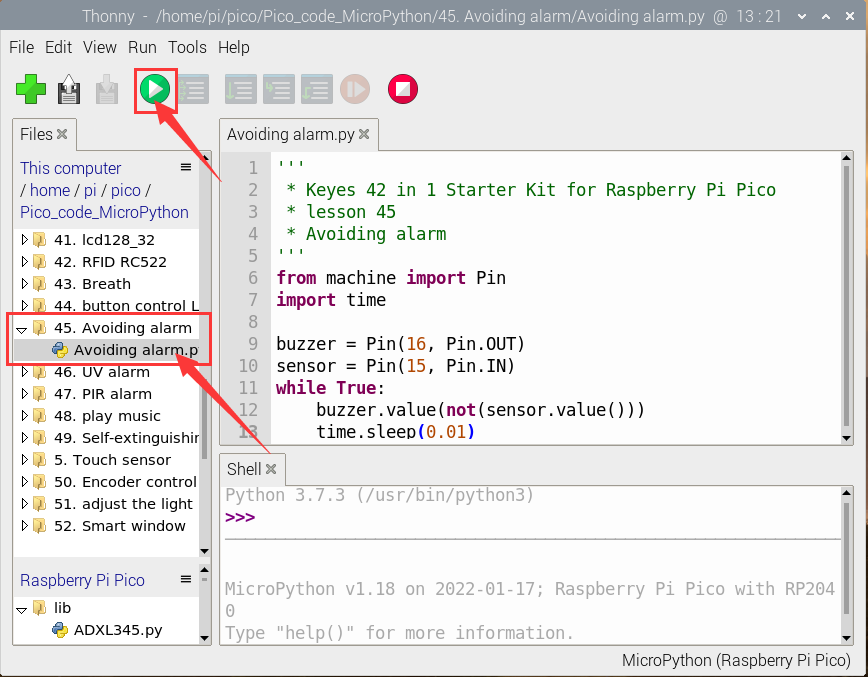 Thonny - /home/pi/pico/Pico_code_MicroPython/45. Avoiding alarm/Avoiding alarm.py @ 13:21
File Edit View Run Tools Help
Files
This computer
/ home / pi / pico /
Pico_code_MicroPython
41. lcd128_32
42. RFID RC522
43. Breath
44. button control L
45. Avoiding alarm
Avoiding alarm.p
46. UV alarm
47. PIR alarm
48. play music
49. Self-extinguishin
5. Touch sensor
50. Encoder control
51. adjust the light
52. Smart window
Raspberry Pi Pico
lib
ADXL345.py
Avoiding alarm.py
1 '''
2 * Keyes 42 in 1 Starter Kit for Raspberry Pi Pico
3 * lesson 45
4 * Avoiding alarm
5 '''
6 from machine import Pin
7 import time
8
9 buzzer = Pin(16, Pin.OUT)
10 sensor = Pin(15, Pin.IN)
11 while True:
12     buzzer.value(not(sensor.value()))
13     time.sleep(0.01)
Shell
Python 3.7.3 (/usr/bin/python3)
>>>
MicroPython v1.18 on 2022-01-17; Raspberry Pi Pico with RP204
0
Type "help()" for more information.
MicroPython (Raspberry Pi Pico)